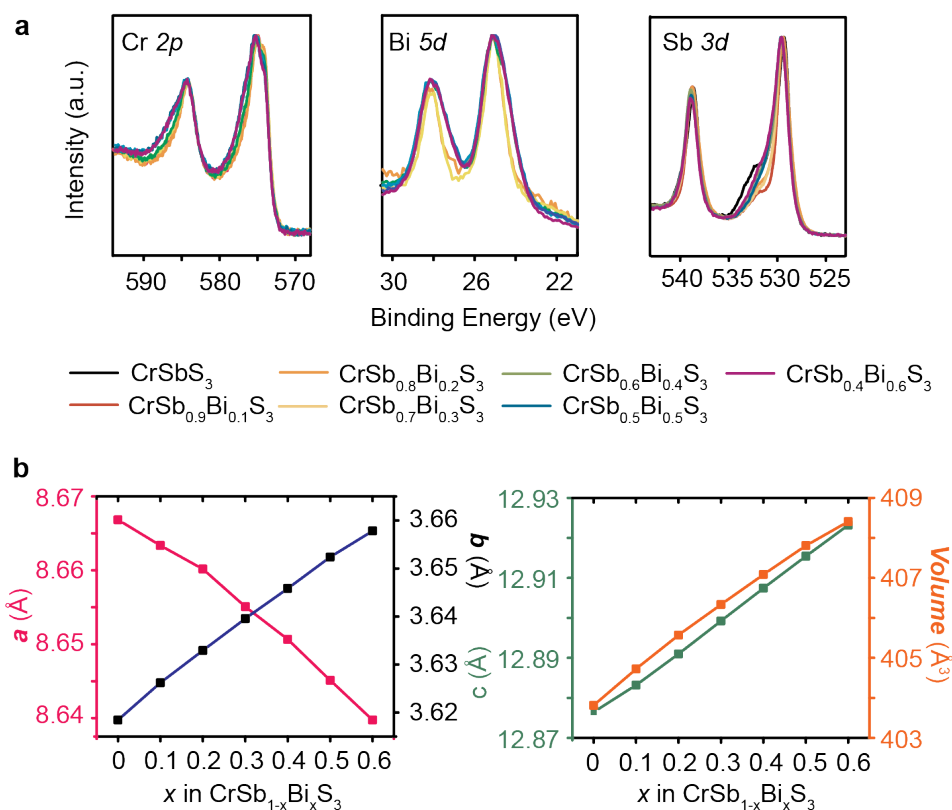 a
Cr 2p
Bi 5d
Sb 3d
Intensity (a.u.)
590 580 570
30 28 26 24 22
540 535 530 525
Binding Energy (eV)
CrSbS₃ CrSb₀.₈Bi₀.₂S₃ CrSb₀.₆Bi₀.₄S₃ CrSb₀.₄Bi₀.₆S₃
CrSb₀.₉Bi₀.₁S₃ CrSb₀.₇Bi₀.₃S₃ CrSb₀.₅Bi₀.₅S₃
b
a (Å)
8.67
8.66
8.65
8.64
b (Å)
3.66
3.65
3.64
3.63
3.62
0 0.1 0.2 0.3 0.4 0.5 0.6
x in CrSb₁₋ₓBiₓS₃
c (Å)
12.93
12.91
12.89
12.87
Volume (Å³)
409
407
405
403
0 0.1 0.2 0.3 0.4 0.5 0.6
x in CrSb₁₋ₓBiₓS₃